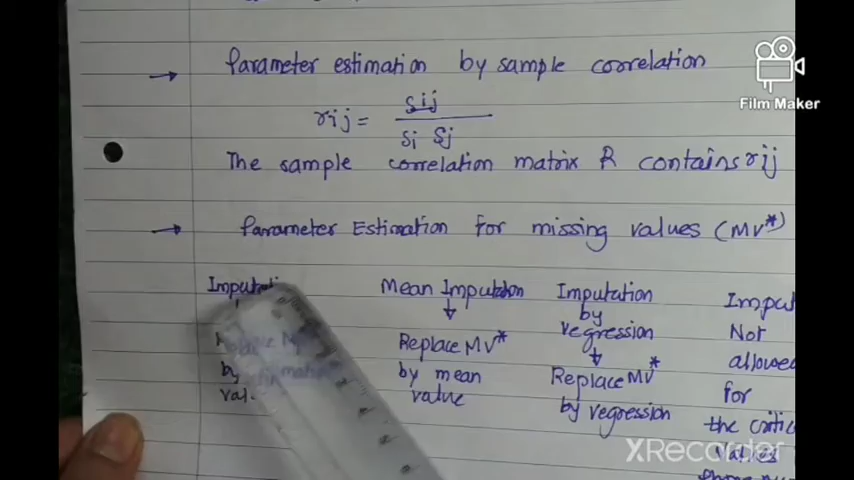 → Parameter estimation by sample correlation
rij = sij / si sj
The sample correlation matrix R contains rij
→ Parameter Estimation for missing values (MV*)
Mean Imputation
↓
Replace MV*
by mean
value
Imputation
by
regression
↓
Replace MV*
by regression
Not
allowed
for
the
Film Maker
XRecorder